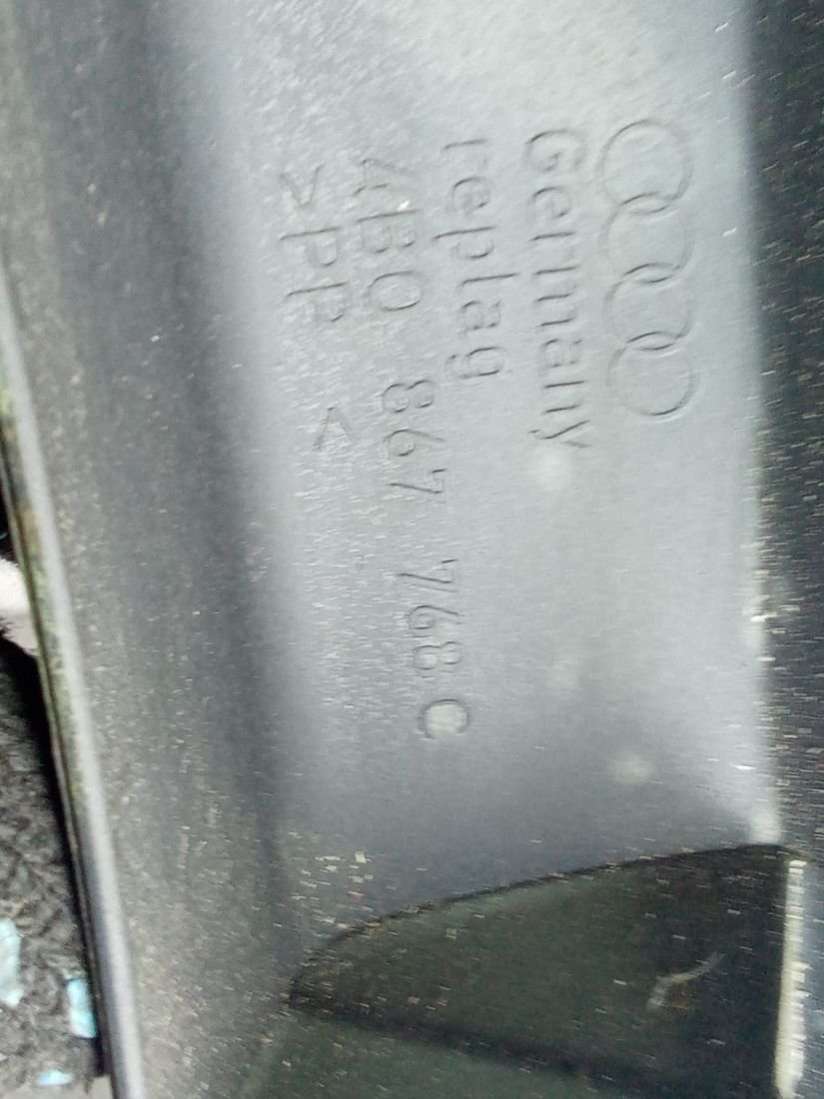 Germany
replag
4B0 867 768 C
>PP<